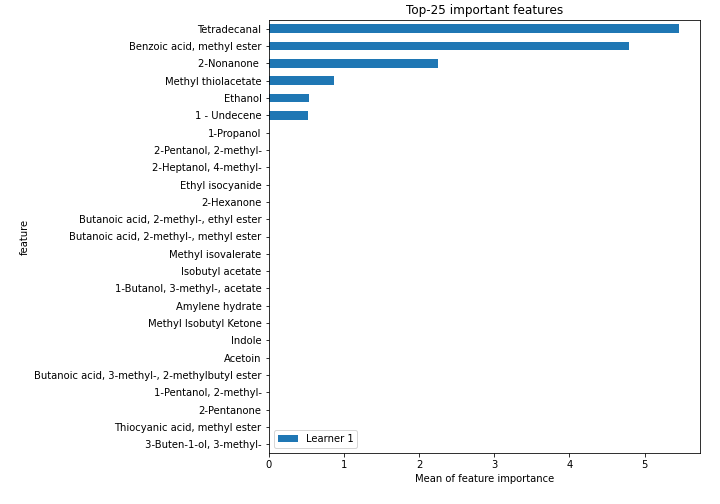 Top-25 important features
Tetradecanal
Benzoic acid, methyl ester
2-Nonanone
Methyl thiolacetate
Ethanol
1 - Undecene
1-Propanol
2-Pentanol, 2-methyl-
2-Heptanol, 4-methyl-
Ethyl isocyanide
2-Hexanone
Butanoic acid, 2-methyl-, ethyl ester
Butanoic acid, 2-methyl-, methyl ester
Methyl isovalerate
Isobutyl acetate
1-Butanol, 3-methyl-, acetate
Amylene hydrate
Methyl Isobutyl Ketone
Indole
Acetoin
Butanoic acid, 3-methyl-, 2-methylbutyl ester
1-Pentanol, 2-methyl-
2-Pentanone
Thiocyanic acid, methyl ester
3-Buten-1-ol, 3-methyl-
feature
Learner 1
0 1 2 3 4 5
Mean of feature importance